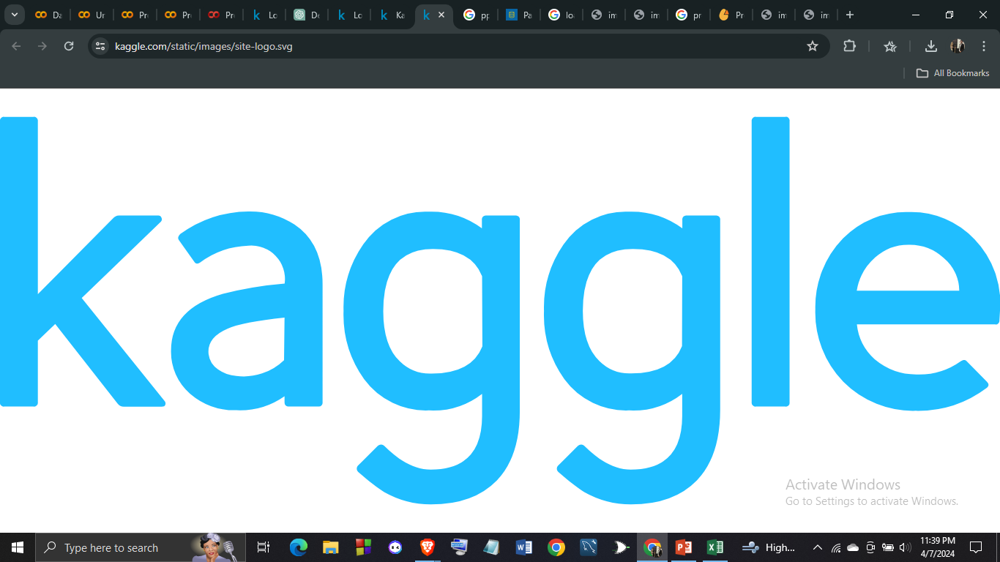 Da
Ur
Pr
Pr
Pr
Lo
De
Lo
Ka
pp
Pa
lo
im
im
pr
Pr
im
im
kaggle.com/static/images/site-logo.svg
All Bookmarks
kaggle
Activate Windows
Go to Settings to activate Windows.
Type here to search
High...
11:39 PM
4/7/2024